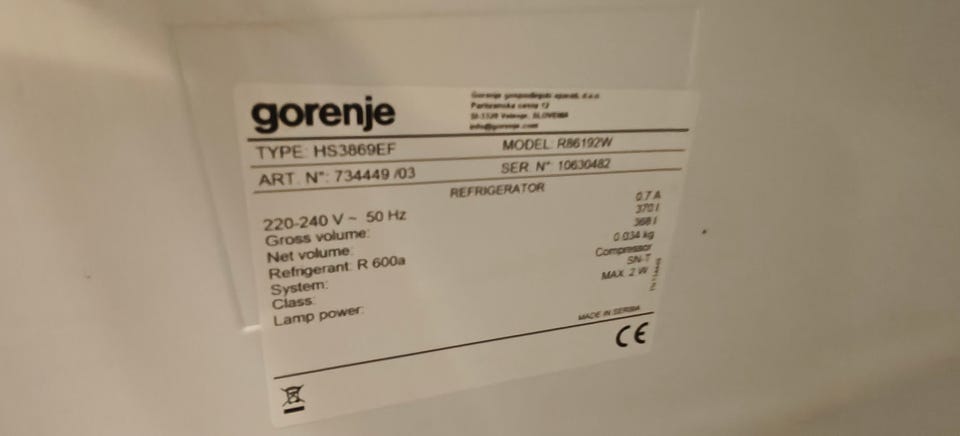 gorenje
Gorenje gospodinjski aparati, d.o.o.
Partizanska cesta 12
SI-3320 Velenje, SLOVENIA
info@gorenje.com
TYPE: HS3869EF MODEL: R86192W
ART. N°: 734449 /03 SER. N°: 10630482
REFRIGERATOR
220-240 V ~ 50 Hz 0.7 A
Gross volume: 370 l
Net volume: 368 l
Refrigerant: R 600a 0.034 kg
System: Compressor
Class: SN-T
Lamp power: MAX. 2 W
MADE IN SERBIA
CE